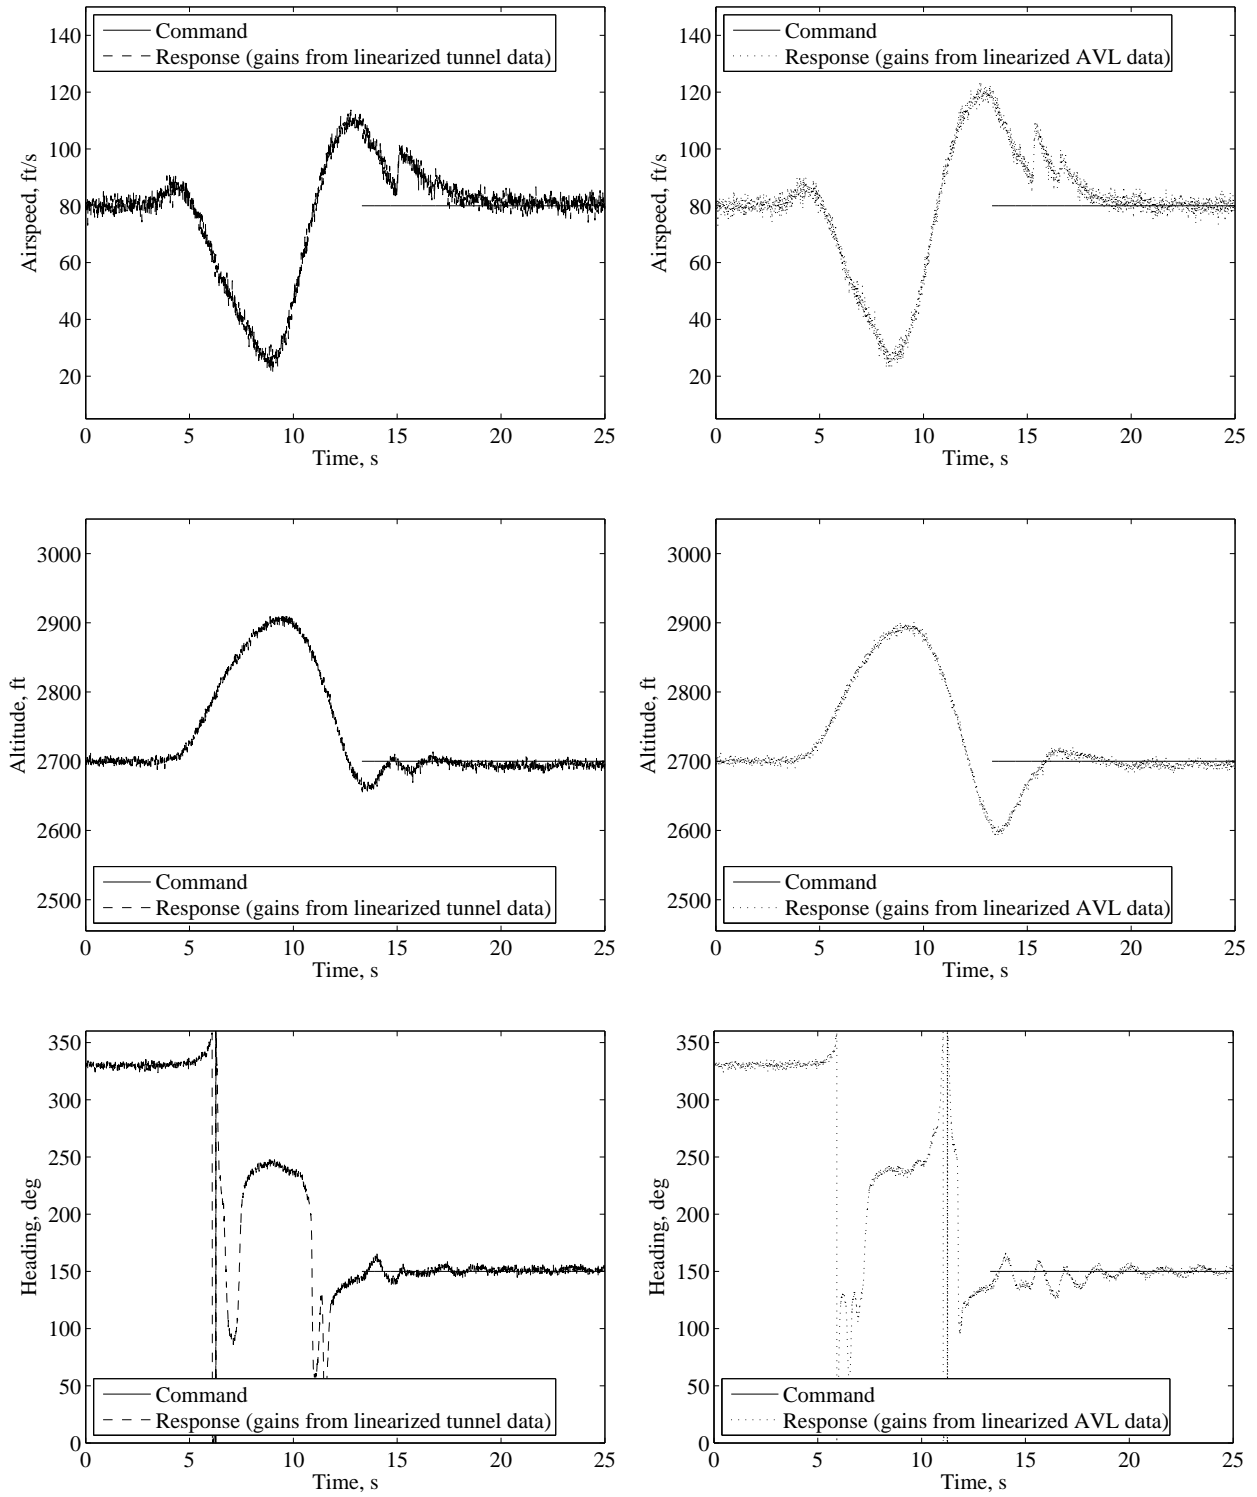 140
120
100
80
60
40
20
Airspeed, ft/s
Command
Response (gains from linearized tunnel data)
0 5 10 15 20 25
Time, s
140
120
100
80
60
40
20
Airspeed, ft/s
Command
Response (gains from linearized AVL data)
0 5 10 15 20 25
Time, s
3000
2900
2800
2700
2600
2500
Altitude, ft
Command
Response (gains from linearized tunnel data)
0 5 10 15 20 25
Time, s
3000
2900
2800
2700
2600
2500
Altitude, ft
Command
Response (gains from linearized AVL data)
0 5 10 15 20 25
Time, s
350
300
250
200
150
100
50
0
Heading, deg
Command
Response (gains from linearized tunnel data)
0 5 10 15 20 25
Time, s
350
300
250
200
150
100
50
0
Heading, deg
Command
Response (gains from linearized AVL data)
0 5 10 15 20 25
Time, s